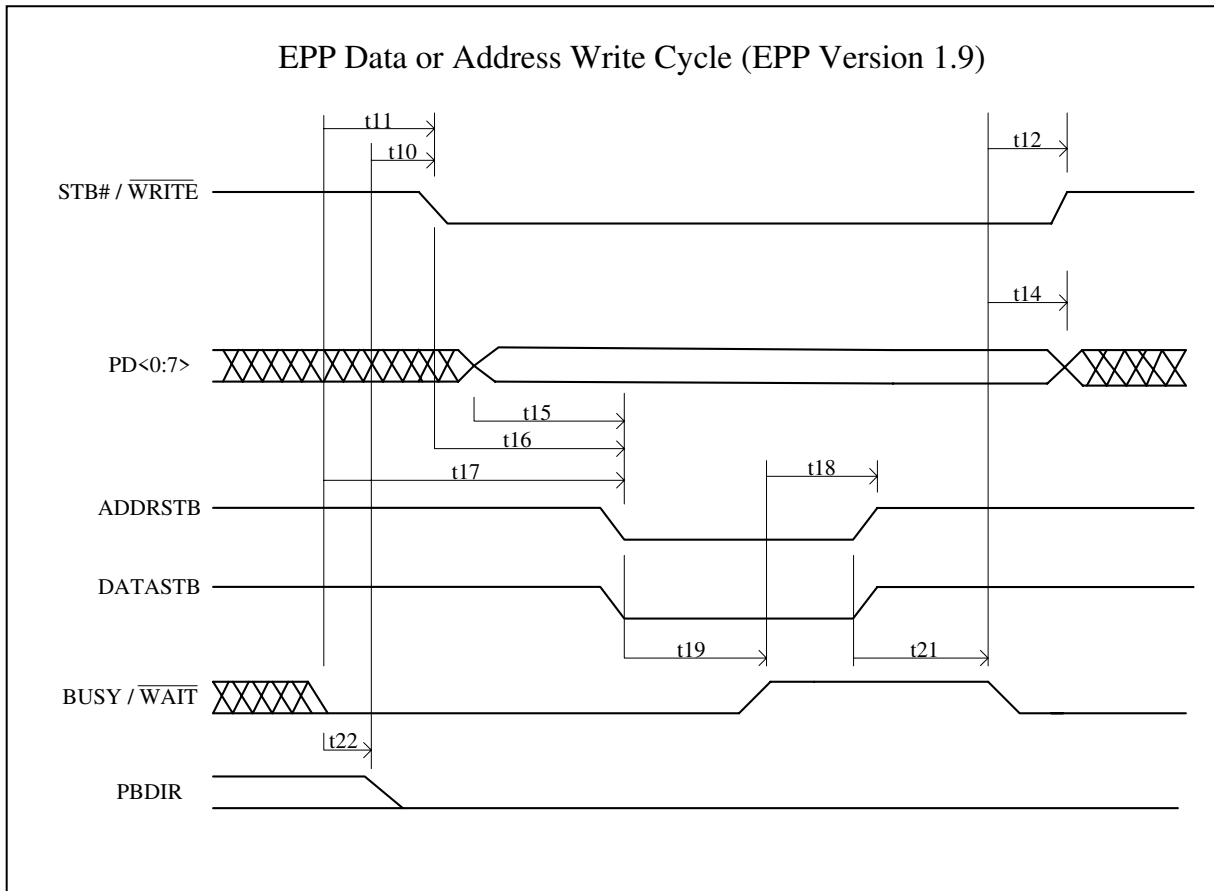 EPP Data or Address Write Cycle (EPP Version 1.9)
t11
t10
t12
STB# / WRITE
t14
PD<0:7>
t15
t16
t17
t18
ADDRSTB
DATASTB
t19
t21
BUSY / WAIT
t22
PBDIR